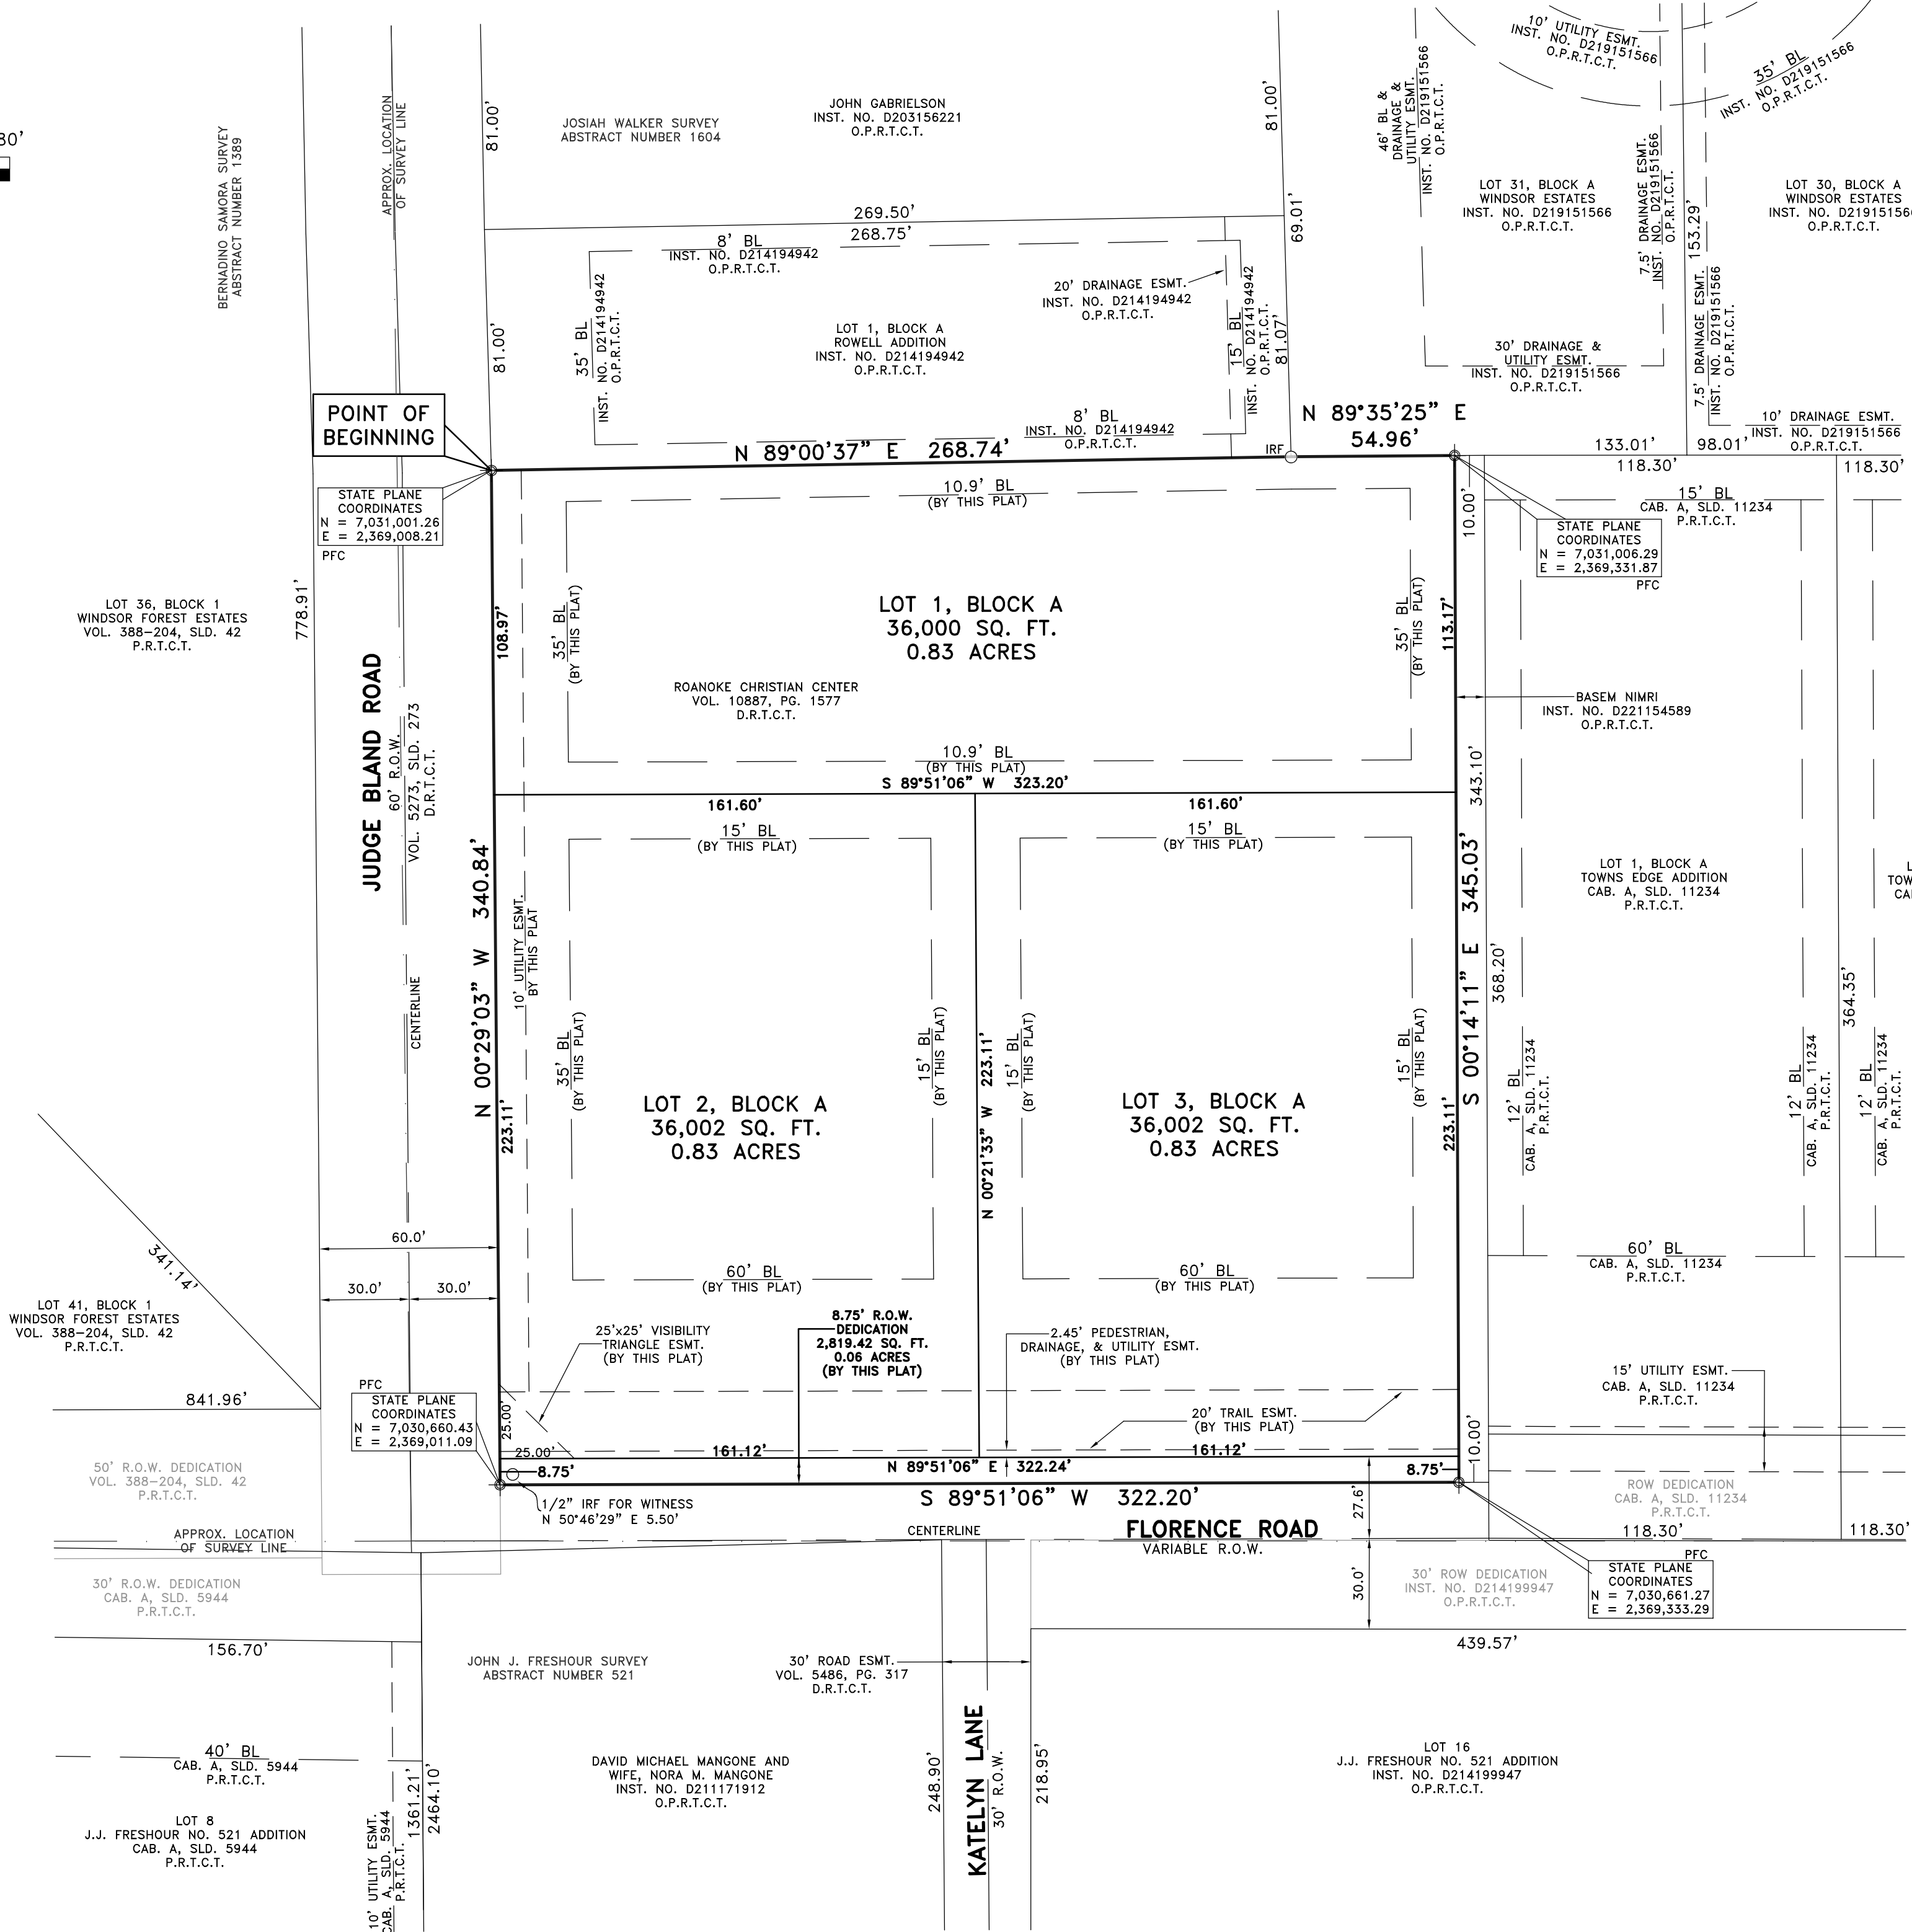 30'
BERNADINO SAMORA SURVEY
ABSTRACT NUMBER 1389
APPROX. LOCATION
OF SURVEY LINE
81.00'
JOSIAH WALKER SURVEY
ABSTRACT NUMBER 1604
JOHN GABRIELSON
INST. NO. D203156221
O.P.R.T.C.T.
81.00'
46' BL &
DRAINAGE &
UTILITY ESMT.
INST. NO. D219151566
O.P.R.T.C.T.
10' UTILITY ESMT.
INST. NO. D219151566
O.P.R.T.C.T.
35' BL
INST. NO. D219151566
O.P.R.T.C.T.
LOT 31, BLOCK A
WINDSOR ESTATES
INST. NO. D219151566
O.P.R.T.C.T.
7.5' DRAINAGE ESMT.
INST. NO. D219151566
O.P.R.T.C.T.
153.29'
LOT 30, BLOCK A
WINDSOR ESTATES
INST. NO. D219151566
O.P.R.T.C.T.
7.5' DRAINAGE ESMT.
INST. NO. D219151566
O.P.R.T.C.T.
269.50'
268.75'
69.01'
8' BL
INST. NO. D214194942
O.P.R.T.C.T.
35' BL
INST. NO. D214194942
O.P.R.T.C.T.
20' DRAINAGE ESMT.
INST. NO. D214194942
O.P.R.T.C.T.
LOT 1, BLOCK A
ROWELL ADDITION
INST. NO. D214194942
O.P.R.T.C.T.
15' BL
INST. NO. D214194942
O.P.R.T.C.T.
81.07'
81.00'
30' DRAINAGE &
UTILITY ESMT.
INST. NO. D219151566
O.P.R.T.C.T.
8' BL
INST. NO. D214194942
O.P.R.T.C.T.
10' DRAINAGE ESMT.
INST. NO. D219151566
O.P.R.T.C.T.
POINT OF
BEGINNING
N 89°00'37" E 268.74'
IRF
N 89°35'25" E
54.96'
133.01'
98.01'
118.30'
118.30'
STATE PLANE
COORDINATES
N = 7,031,001.26
E = 2,369,008.21
PFC
10.9' BL
(BY THIS PLAT)
10.00'
15' BL
CAB. A, SLD. 11234
P.R.T.C.T.
STATE PLANE
COORDINATES
N = 7,031,006.29
E = 2,369,331.87
PFC
LOT 36, BLOCK 1
WINDSOR FOREST ESTATES
VOL. 388-204, SLD. 42
P.R.T.C.T.
778.91'
JUDGE BLAND ROAD
60' R.O.W.
VOL. 5273, SLD. 273
D.R.T.C.T.
108.97'
35' BL
(BY THIS PLAT)
LOT 1, BLOCK A
36,000 SQ. FT.
0.83 ACRES
ROANOKE CHRISTIAN CENTER
VOL. 10887, PG. 1577
D.R.T.C.T.
35' BL
(BY THIS PLAT)
113.17'
BASEM NIMRI
INST. NO. D221154589
O.P.R.T.C.T.
10.9' BL
(BY THIS PLAT)
S 89°51'06" W 323.20'
161.60'
161.60'
343.10'
N 00°29'03" W 340.84'
10' UTILITY ESMT.
BY THIS PLAT
15' BL
(BY THIS PLAT)
15' BL
(BY THIS PLAT)
S 00°14'11" E 345.03'
LOT 1, BLOCK A
TOWNS EDGE ADDITION
CAB. A, SLD. 11234
P.R.T.C.T.
L
TOW
CA
368.20'
364.35'
CENTERLINE
35' BL
(BY THIS PLAT)
15' BL
(BY THIS PLAT)
N 00°21'33" W 223.11'
15' BL
(BY THIS PLAT)
15' BL
(BY THIS PLAT)
12' BL
CAB. A, SLD. 11234
P.R.T.C.T.
12' BL
CAB. A, SLD. 11234
P.R.T.C.T.
12' BL
CAB. A, SLD. 11234
P.R.T.C.T.
223.11'
LOT 2, BLOCK A
36,002 SQ. FT.
0.83 ACRES
LOT 3, BLOCK A
36,002 SQ. FT.
0.83 ACRES
223.11'
60.0'
30.0'
30.0'
341.14'
60' BL
(BY THIS PLAT)
60' BL
(BY THIS PLAT)
60' BL
CAB. A, SLD. 11234
P.R.T.C.T.
LOT 41, BLOCK 1
WINDSOR FOREST ESTATES
VOL. 388-204, SLD. 42
P.R.T.C.T.
25'x25' VISIBILITY
TRIANGLE ESMT.
(BY THIS PLAT)
8.75' R.O.W.
DEDICATION
2,819.42 SQ. FT.
0.06 ACRES
(BY THIS PLAT)
2.45' PEDESTRIAN,
DRAINAGE, & UTILITY ESMT.
(BY THIS PLAT)
15' UTILITY ESMT.
CAB. A, SLD. 11234
P.R.T.C.T.
841.96'
PFC
STATE PLANE
COORDINATES
N = 7,030,660.43
E = 2,369,011.09
25.00'
25.00'
20' TRAIL ESMT.
(BY THIS PLAT)
161.12'
161.12'
10.00'
8.75'
N 89°51'06" E 322.24'
8.75'
50' R.O.W. DEDICATION
VOL. 388-204, SLD. 42
P.R.T.C.T.
1/2" IRF FOR WITNESS
N 50°46'29" E 5.50'
S 89°51'06" W 322.20'
27.6'
ROW DEDICATION
CAB. A, SLD. 11234
P.R.T.C.T.
APPROX. LOCATION
OF SURVEY LINE
CENTERLINE
FLORENCE ROAD
VARIABLE R.O.W.
118.30'
118.30'
30' R.O.W. DEDICATION
CAB. A, SLD. 5944
P.R.T.C.T.
30.0'
30' ROW DEDICATION
INST. NO. D214199947
O.P.R.T.C.T.
PFC
STATE PLANE
COORDINATES
N = 7,030,661.27
E = 2,369,333.29
156.70'
439.57'
JOHN J. FRESHOUR SURVEY
ABSTRACT NUMBER 521
30' ROAD ESMT.
VOL. 5486, PG. 317
D.R.T.C.T.
40' BL
CAB. A, SLD. 5944
P.R.T.C.T.
DAVID MICHAEL MANGONE AND
WIFE, NORA M. MANGONE
INST. NO. D211171912
O.P.R.T.C.T.
248.90'
KATELYN LANE
30' R.O.W.
218.95'
LOT 16
J.J. FRESHOUR NO. 521 ADDITION
INST. NO. D214199947
O.P.R.T.C.T.
LOT 8
J.J. FRESHOUR NO. 521 ADDITION
CAB. A, SLD. 5944
P.R.T.C.T.
10' UTILITY ESMT.
CAB. A, SLD. 5944
P.R.T.C.T.
1361.21'
2464.10'